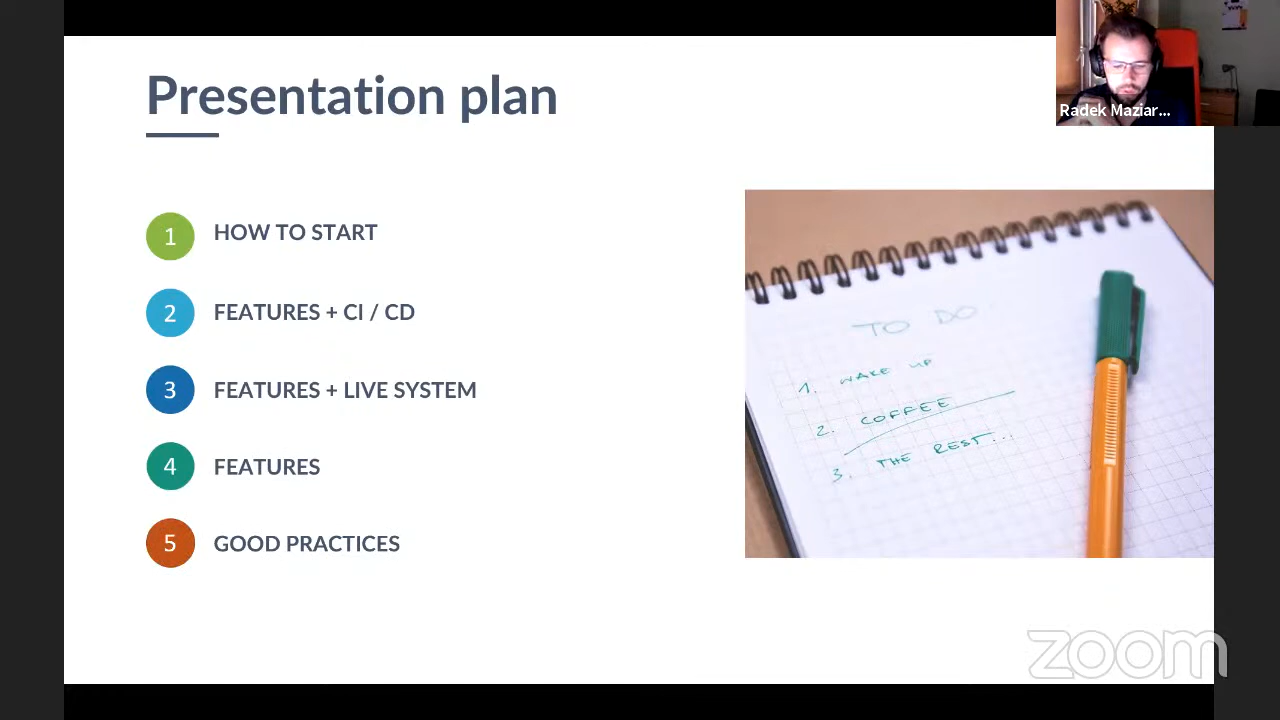 Presentation plan
Radek Maziar...
1 HOW TO START
2 FEATURES + CI / CD
3 FEATURES + LIVE SYSTEM
4 FEATURES
5 GOOD PRACTICES
TO DO
1. WAKE UP
2. COFFEE
3. THE REST...
zoom